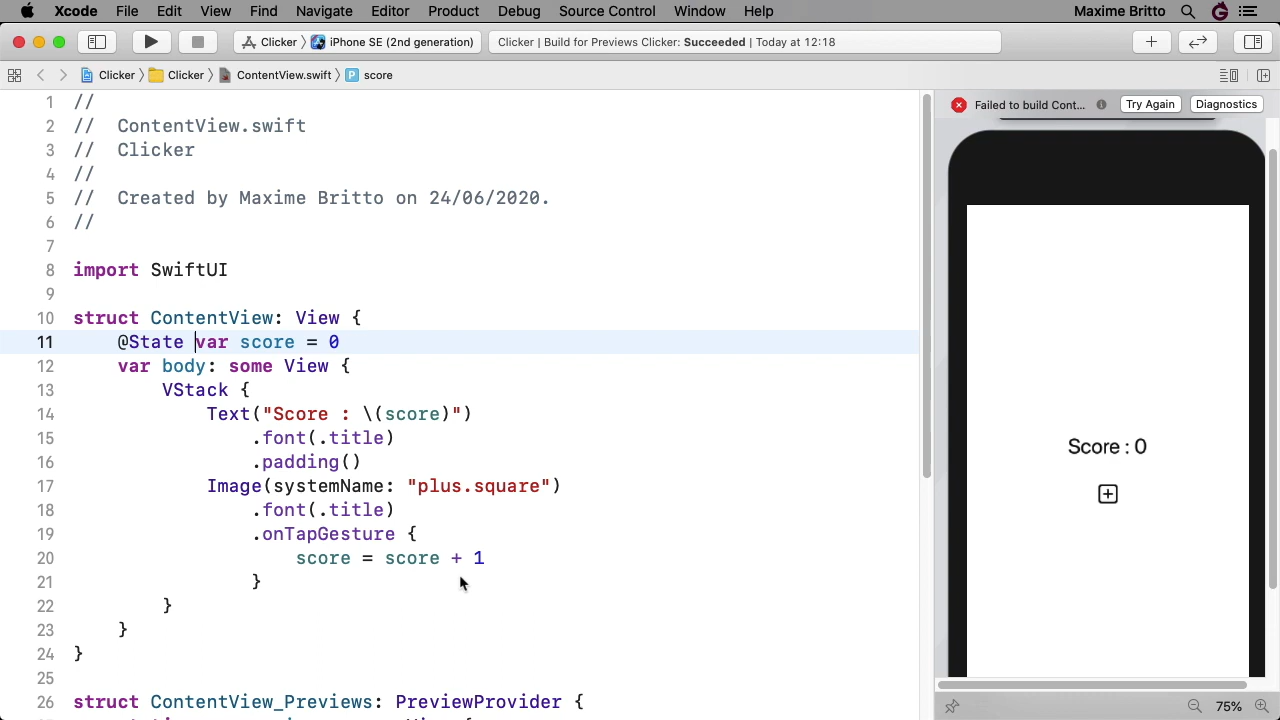 Xcode File Edit View Find Navigate Editor Product Debug Source Control Window Help Maxime Britto
Clicker iPhone SE (2nd generation) Clicker | Build for Previews Clicker: Succeeded | Today at 12:18
Clicker Clicker ContentView.swift P score
Failed to build Cont... Try Again Diagnostics
1 //
2 //  ContentView.swift
3 //  Clicker
4 //
5 //  Created by Maxime Britto on 24/06/2020.
6 //
7
8 import SwiftUI
9
10 struct ContentView: View {
11     @State var score = 0
12     var body: some View {
13         VStack {
14             Text("Score : \(score)")
15                 .font(.title)
16                 .padding()
17             Image(systemName: "plus.square")
18                 .font(.title)
19                 .onTapGesture {
20                     score = score + 1
21                 }
22         }
23     }
24 }
25
26 struct ContentView_Previews: PreviewProvider {
Score : 0
75%